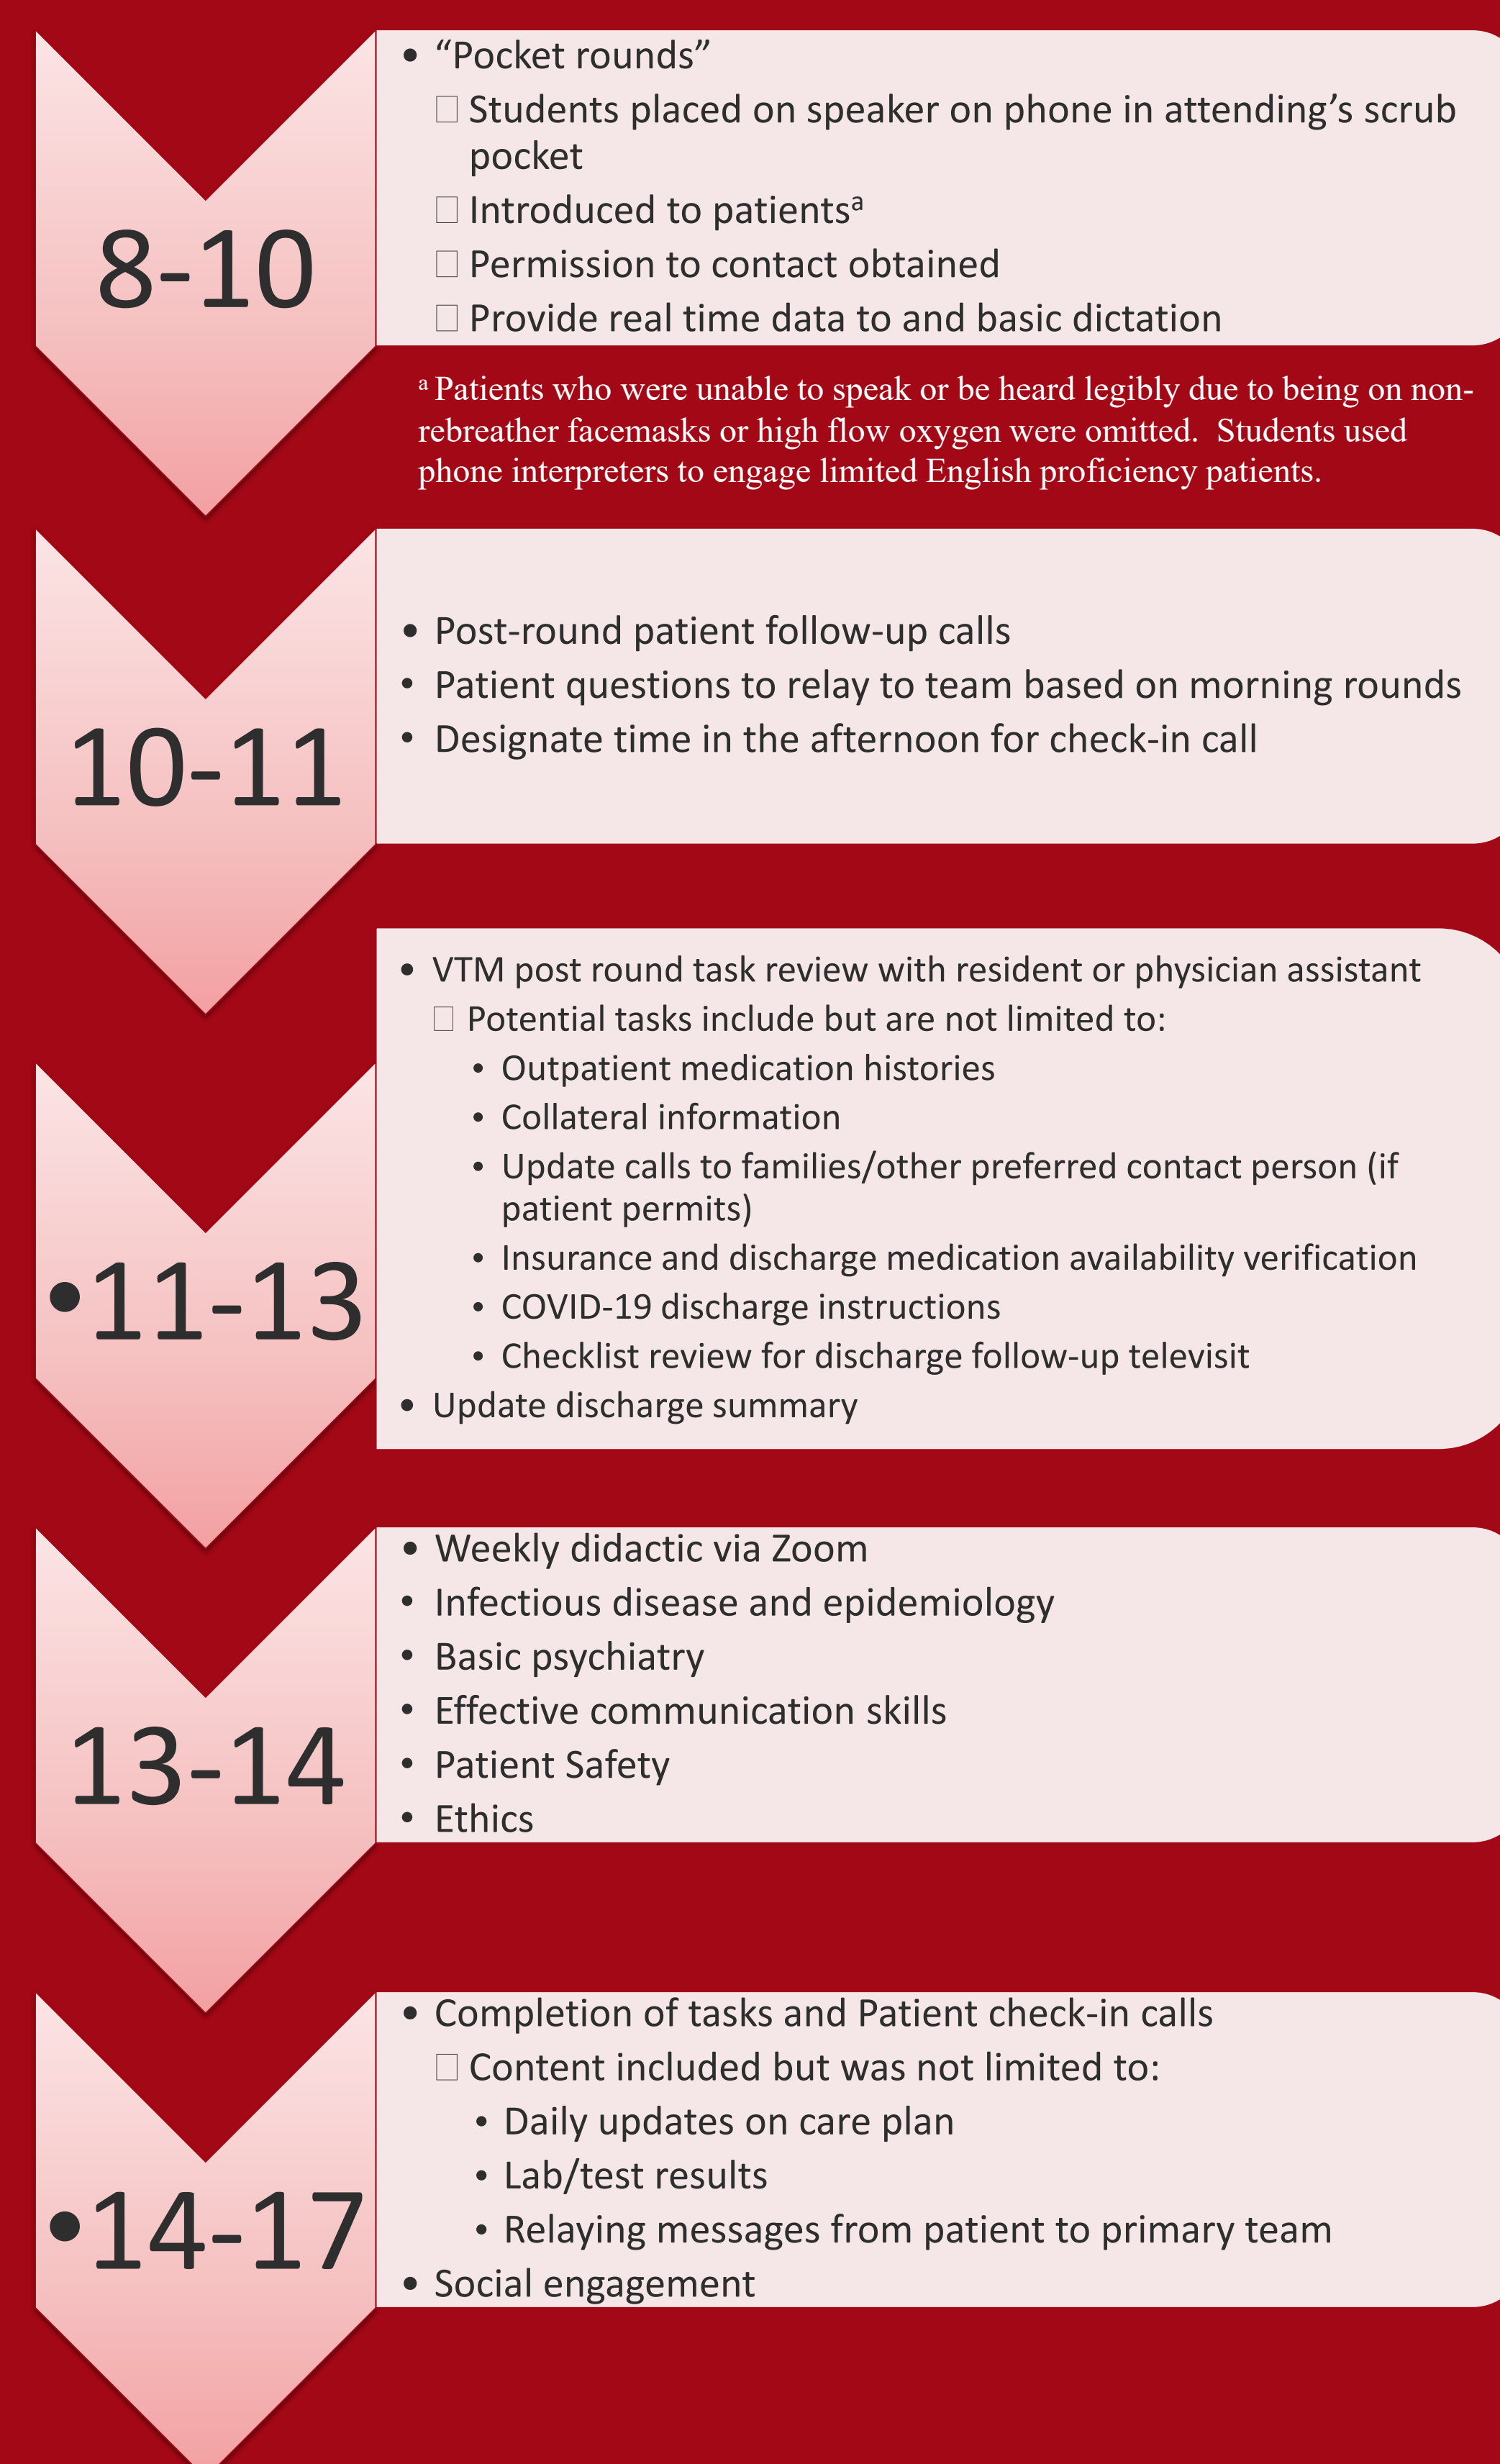 8-10
• “Pocket rounds”
□ Students placed on speaker on phone in attending’s scrub
pocket
□ Introduced to patientsᵃ
□ Permission to contact obtained
□ Provide real time data to and basic dictation
ᵃ Patients who were unable to speak or be heard legibly due to being on non-
rebreather facemasks or high flow oxygen were omitted.  Students used
phone interpreters to engage limited English proficiency patients.
10-11
• Post-round patient follow-up calls
• Patient questions to relay to team based on morning rounds
• Designate time in the afternoon for check-in call
•11-13
• VTM post round task review with resident or physician assistant
□ Potential tasks include but are not limited to:
• Outpatient medication histories
• Collateral information
• Update calls to families/other preferred contact person (if
patient permits)
• Insurance and discharge medication availability verification
• COVID-19 discharge instructions
• Checklist review for discharge follow-up televisit
• Update discharge summary
13-14
• Weekly didactic via Zoom
• Infectious disease and epidemiology
• Basic psychiatry
• Effective communication skills
• Patient Safety
• Ethics
•14-17
• Completion of tasks and Patient check-in calls
□ Content included but was not limited to:
• Daily updates on care plan
• Lab/test results
• Relaying messages from patient to primary team
• Social engagement